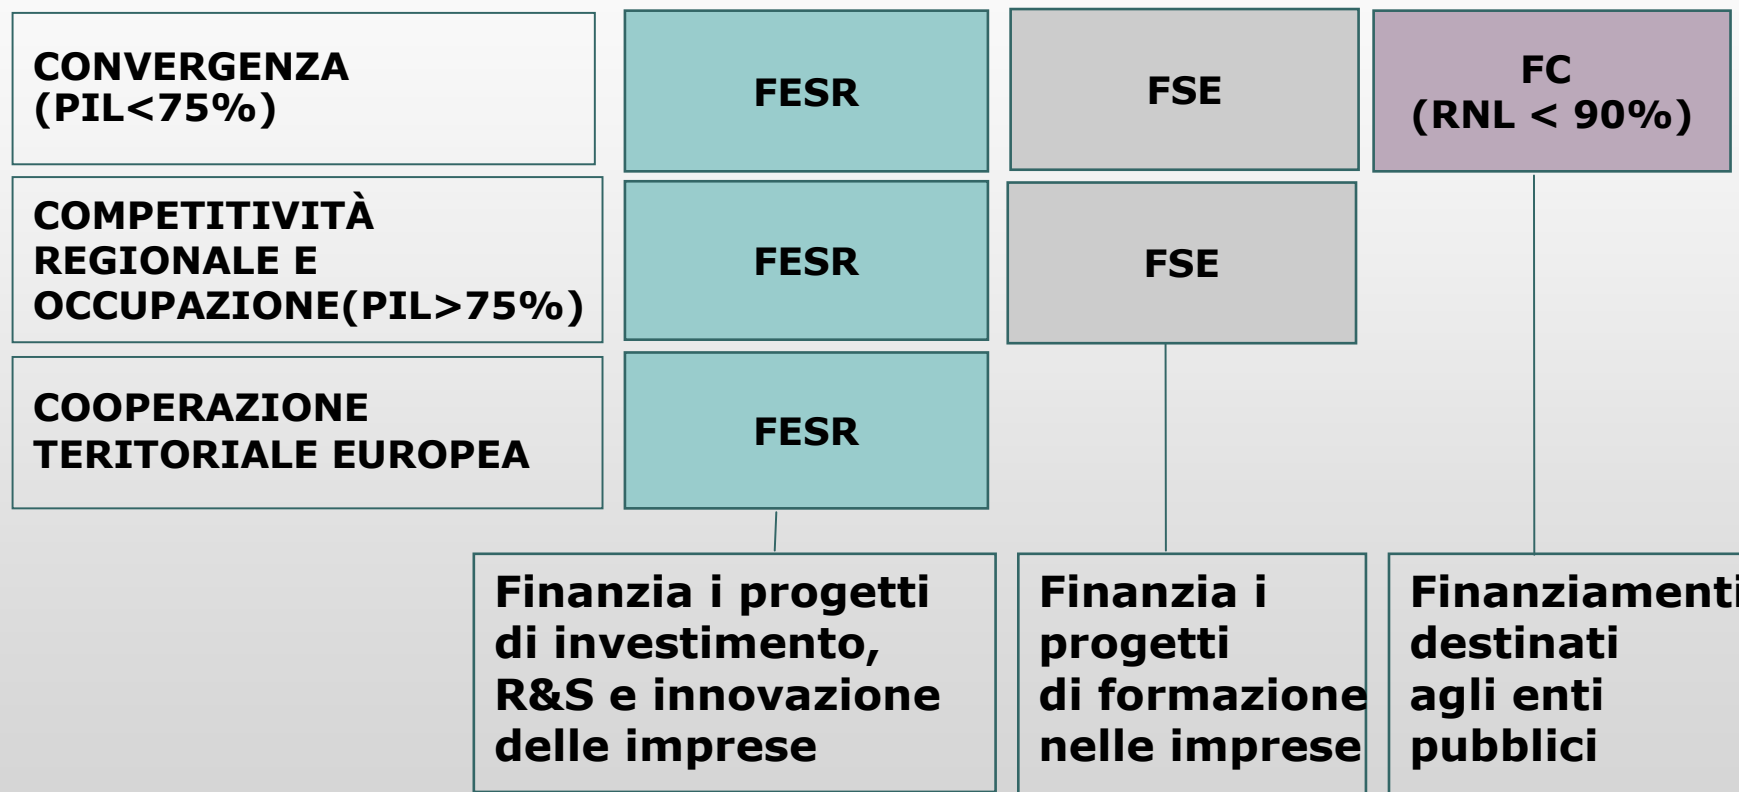 CONVERGENZA
(PIL<75%)
FESR
FSE
FC
(RNL < 90%)
COMPETITIVITÀ
REGIONALE E
OCCUPAZIONE(PIL>75%)
FESR
FSE
COOPERAZIONE
TERITORIALE EUROPEA
FESR
Finanzia i progetti
di investimento,
R&S e innovazione
delle imprese
Finanzia i
progetti
di formazione
nelle imprese
Finanziamenti
destinati
agli enti
pubblici